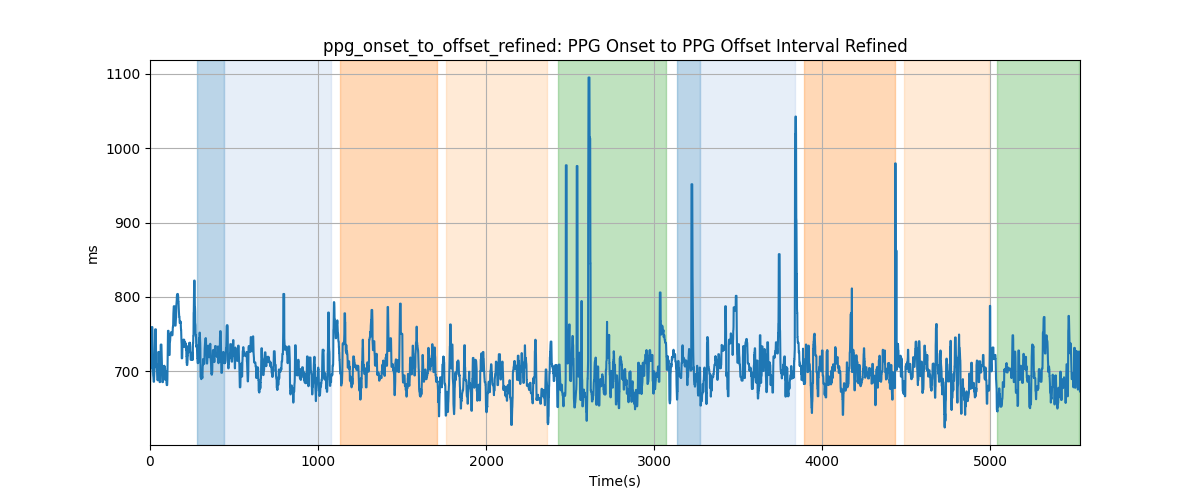 ppg_onset_to_offset_refined: PPG Onset to PPG Offset Interval Refined
1100
1000
900
800
700
ms
0 1000 2000 3000 4000 5000
Time(s)